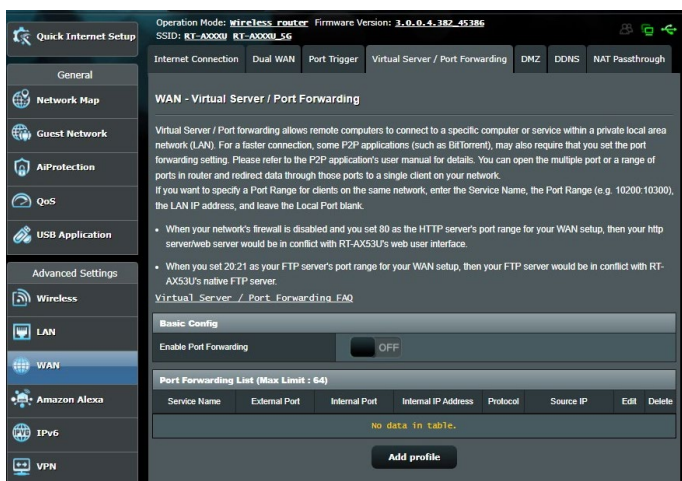 Operation Mode: Wireless router Firmware Version: 3.0.0.4.382_45386
SSID: RT-AXXXU RT-AXXXU_5G
Quick Internet Setup
General
Network Map
Guest Network
AiProtection
QoS
USB Application
Advanced Settings
Wireless
LAN
WAN
Amazon Alexa
IPv6
VPN
Internet Connection Dual WAN Port Trigger Virtual Server / Port Forwarding DMZ DDNS NAT Passthrough
WAN - Virtual Server / Port Forwarding
Virtual Server / Port forwarding allows remote computers to connect to a specific computer or service within a private local area
network (LAN). For a faster connection, some P2P applications (such as BitTorrent), may also require that you set the port
forwarding setting. Please refer to the P2P application's user manual for details. You can open the multiple port or a range of
ports in router and redirect data through those ports to a single client on your network.
If you want to specify a Port Range for clients on the same network, enter the Service Name, the Port Range (e.g. 10200:10300),
the LAN IP address, and leave the Local Port blank.
• When your network's firewall is disabled and you set 80 as the HTTP server's port range for your WAN setup, then your http
server/web server would be in conflict with RT-AX53U's web user interface.
• When you set 20:21 as your FTP server's port range for your WAN setup, then your FTP server would be in conflict with RT-
AX53U's native FTP server.
Virtual Server / Port Forwarding FAQ
Basic Config
Enable Port Forwarding OFF
Port Forwarding List (Max Limit : 64)
Service Name External Port Internal Port Internal IP Address Protocol Source IP Edit Delete
No data in table.
Add profile